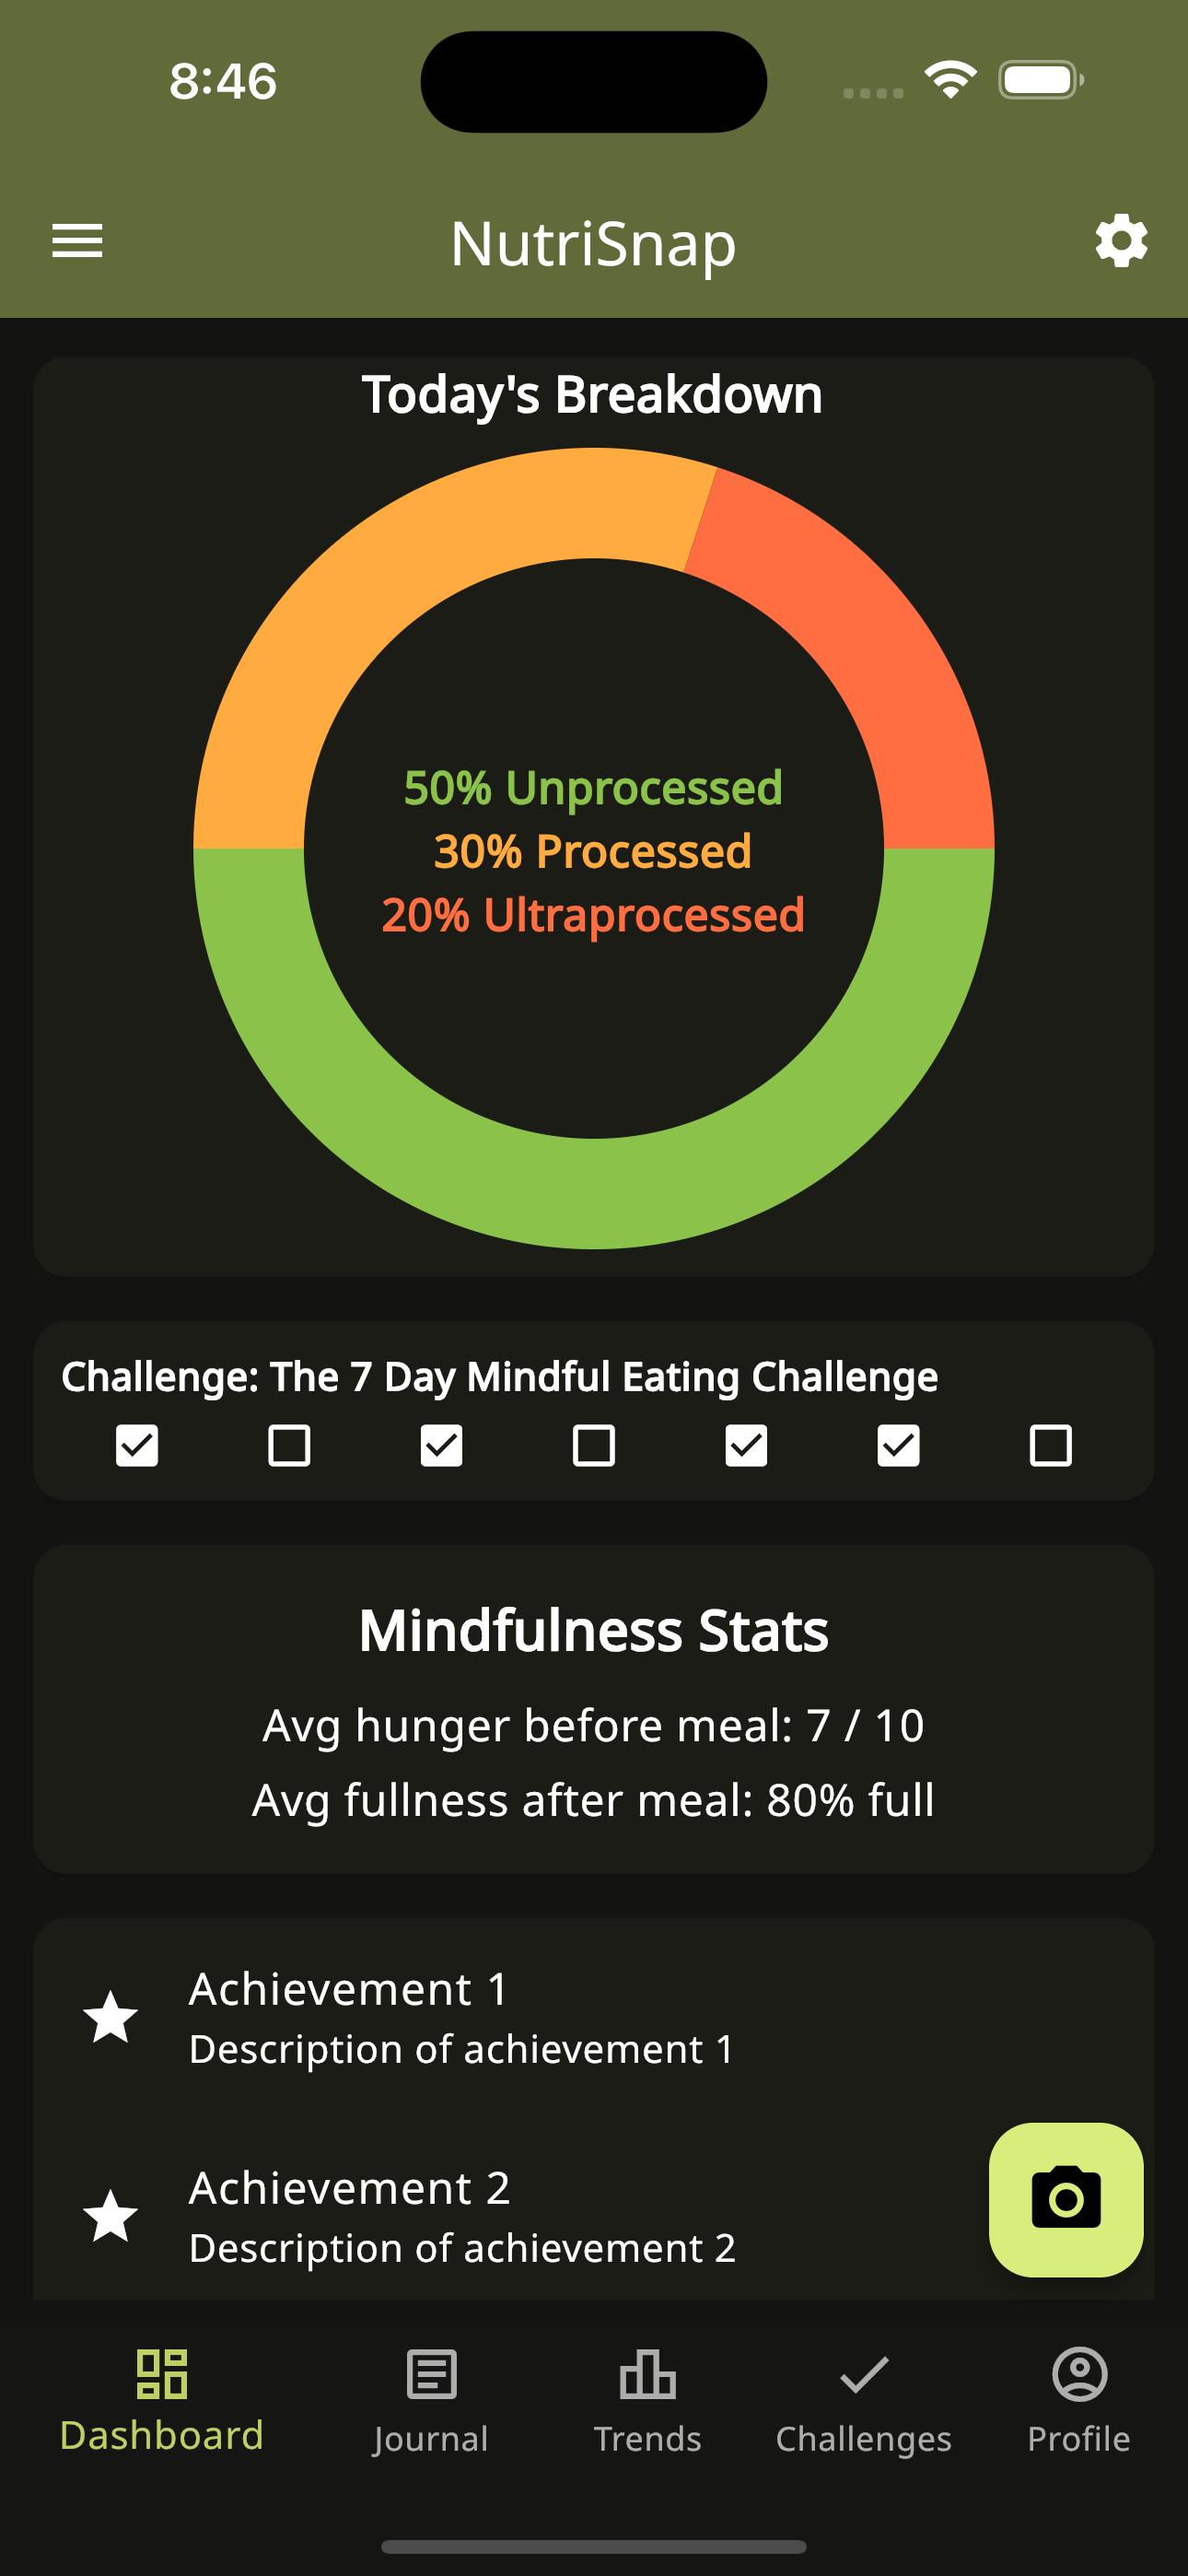 8:46
NutriSnap
Today's Breakdown
50% Unprocessed
30% Processed
20% Ultraprocessed
Challenge: The 7 Day Mindful Eating Challenge
Mindfulness Stats
Avg hunger before meal: 7 / 10
Avg fullness after meal: 80% full
Achievement 1
Description of achievement 1
Achievement 2
Description of achievement 2
Dashboard
Journal
Trends
Challenges
Profile